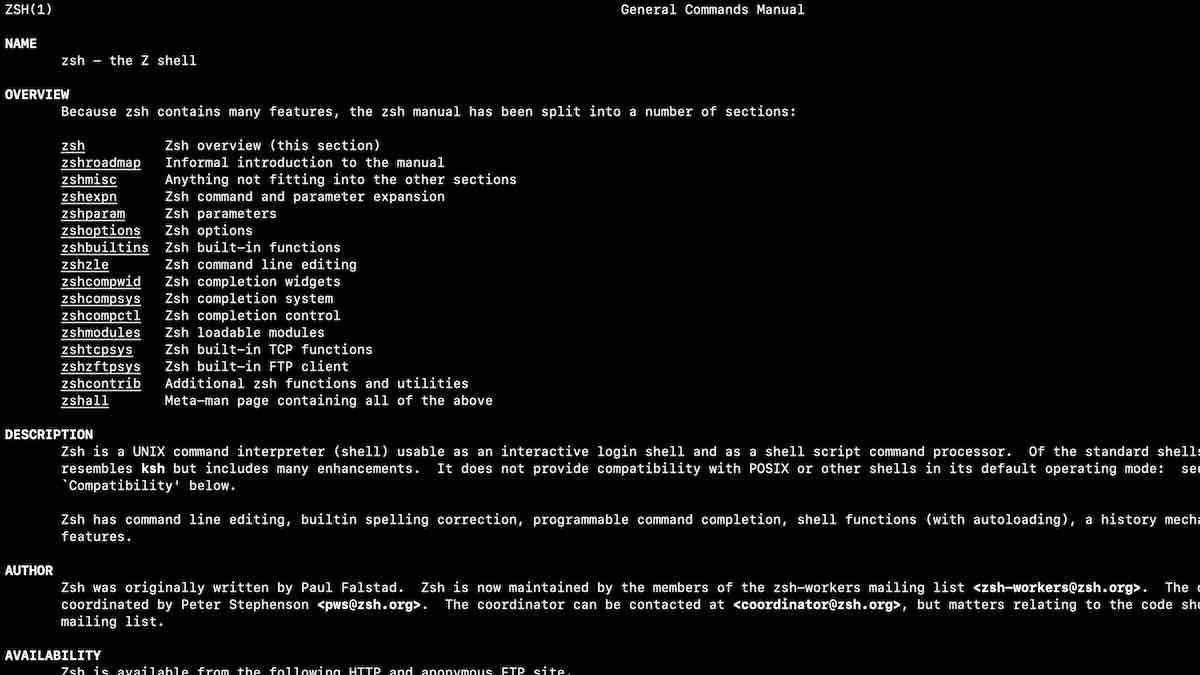 ZSH(1) General Commands Manual
NAME
zsh – the Z shell
OVERVIEW
Because zsh contains many features, the zsh manual has been split into a number of sections:
zsh Zsh overview (this section)
zshroadmap Informal introduction to the manual
zshmisc Anything not fitting into the other sections
zshexpn Zsh command and parameter expansion
zshparam Zsh parameters
zshoptions Zsh options
zshbuiltins Zsh built-in functions
zshzle Zsh command line editing
zshcompwid Zsh completion widgets
zshcompsys Zsh completion system
zshcompctl Zsh completion control
zshmodules Zsh loadable modules
zshtcpsys Zsh built-in TCP functions
zshzftpsys Zsh built-in FTP client
zshcontrib Additional zsh functions and utilities
zshall Meta-man page containing all of the above
DESCRIPTION
Zsh is a UNIX command interpreter (shell) usable as an interactive login shell and as a shell script command processor. Of the standard shells
resembles ksh but includes many enhancements. It does not provide compatibility with POSIX or other shells in its default operating mode:
`Compatibility' below.
Zsh has command line editing, builtin spelling correction, programmable command completion, shell functions (with autoloading), a history
features.
AUTHOR
Zsh was originally written by Paul Falstad. Zsh is now maintained by the members of the zsh-workers mailing list <zsh-workers@zsh.org>. The
coordinated by Peter Stephenson <pws@zsh.org>. The coordinator can be contacted at <coordinator@zsh.org>, but matters relating to the code
mailing list.
AVAILABILITY
Zsh is available from the following HTTP and anonymous FTP site.